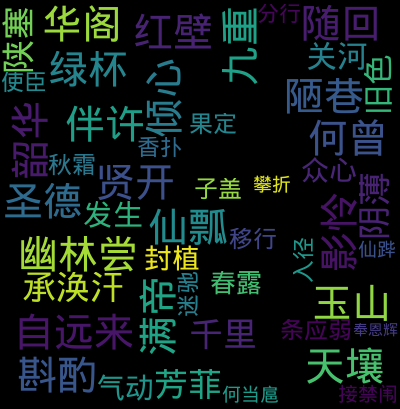 陕塞
华阁
红壁
九重
分行
随回
使臣
绿杯
倾心
关河
旧色
陋巷
伴许
果定
何曾
韶华
香扑
秋霜
贤开
众心
圣德
子盖
攀折
阴薄
发生
仙瓢
移行
影怜
仙跸
幽林尝
封植
入径
承涣汗
满帝
迷驰
春露
玉山
自远来
千里
条应弱
奉恩辉
斟酌
气动
芳菲
何当扈
天壤
接禁闱